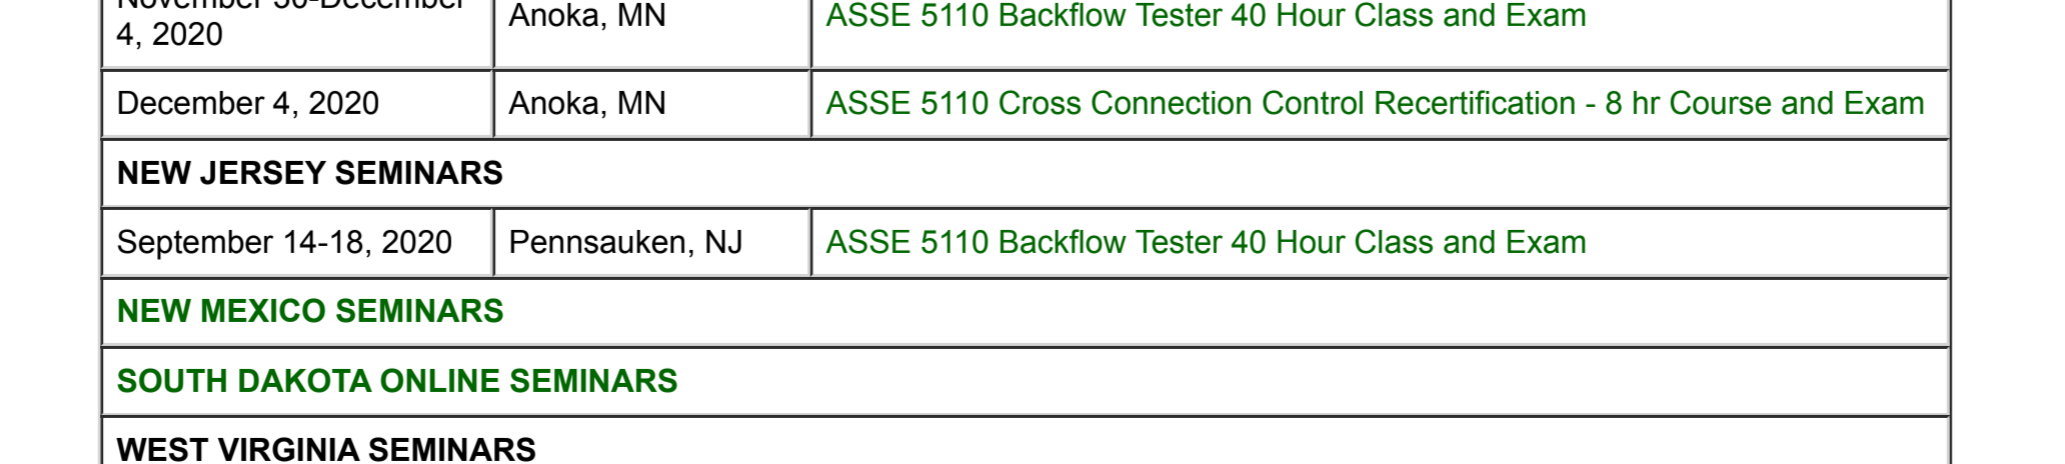 November 30-December
4, 2020
Anoka, MN
ASSE 5110 Backflow Tester 40 Hour Class and Exam
December 4, 2020
Anoka, MN
ASSE 5110 Cross Connection Control Recertification - 8 hr Course and Exam
NEW JERSEY SEMINARS
September 14-18, 2020
Pennsauken, NJ
ASSE 5110 Backflow Tester 40 Hour Class and Exam
NEW MEXICO SEMINARS
SOUTH DAKOTA ONLINE SEMINARS
WEST VIRGINIA SEMINARS